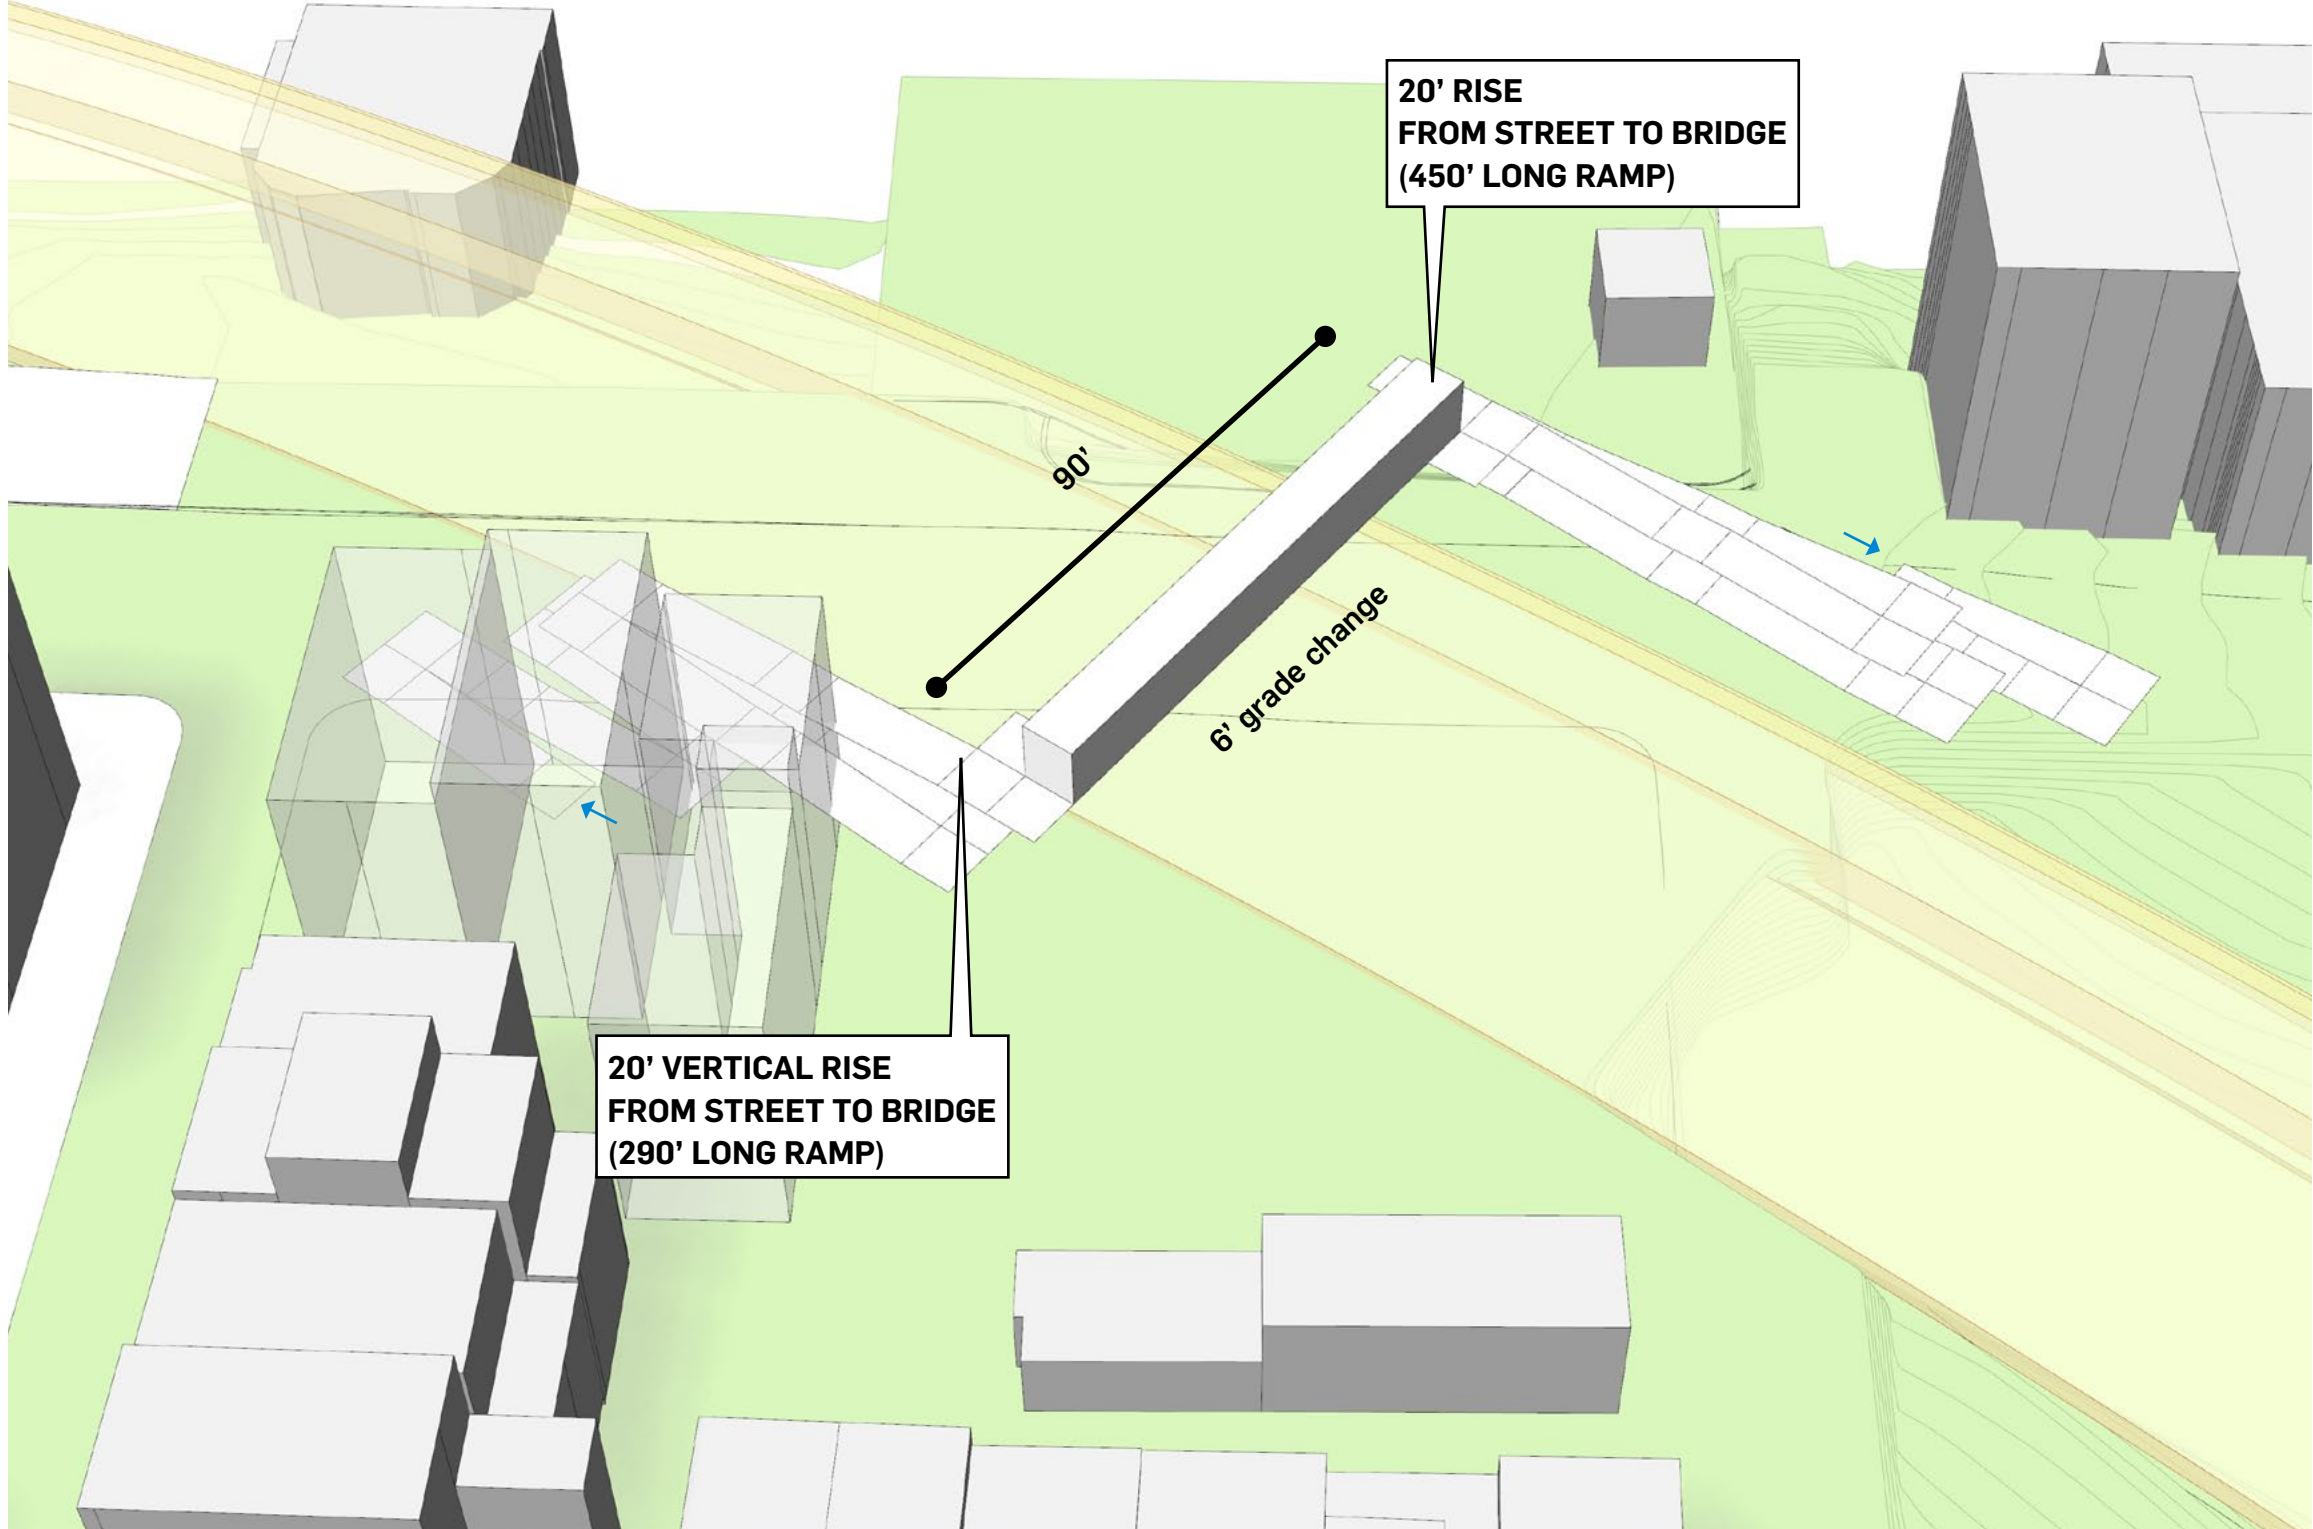 20’ RISE
FROM STREET TO BRIDGE
(450’ LONG RAMP)
90’
6’ grade change
20’ VERTICAL RISE
FROM STREET TO BRIDGE
(290’ LONG RAMP)